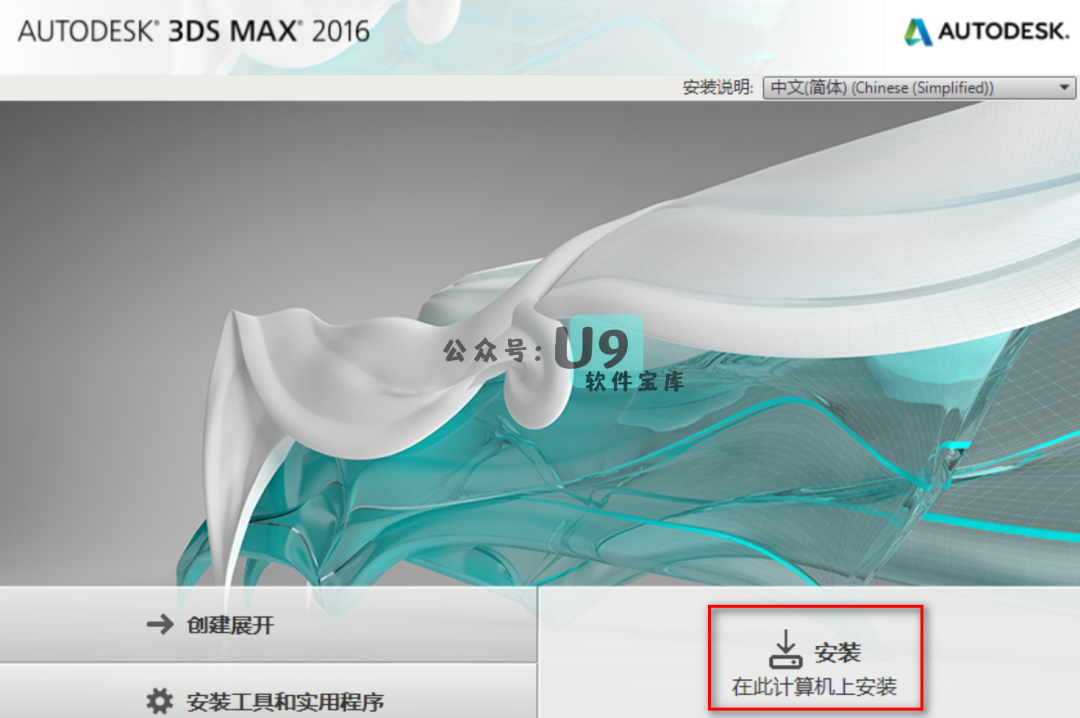 AUTODESK® 3DS MAX® 2016
AUTODESK.
安装说明: 中文(简体) (Chinese (Simplified))
公众号: U9
软件宝库
创建展开
安装工具和实用程序
安装
在此计算机上安装